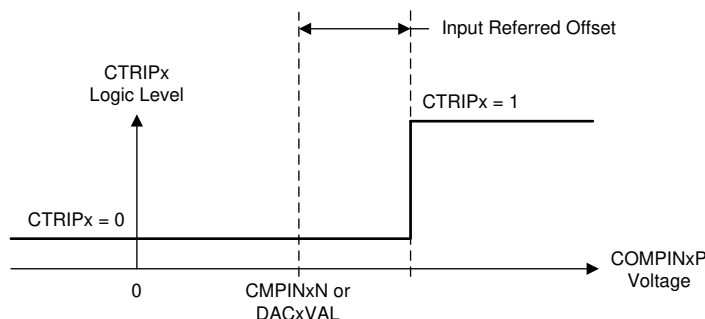 Input Referred Offset
CTRIPx
Logic Level
CTRIPx = 1
CTRIPx = 0
COMPINxP
Voltage
0
CMPINxN or
DACxVAL